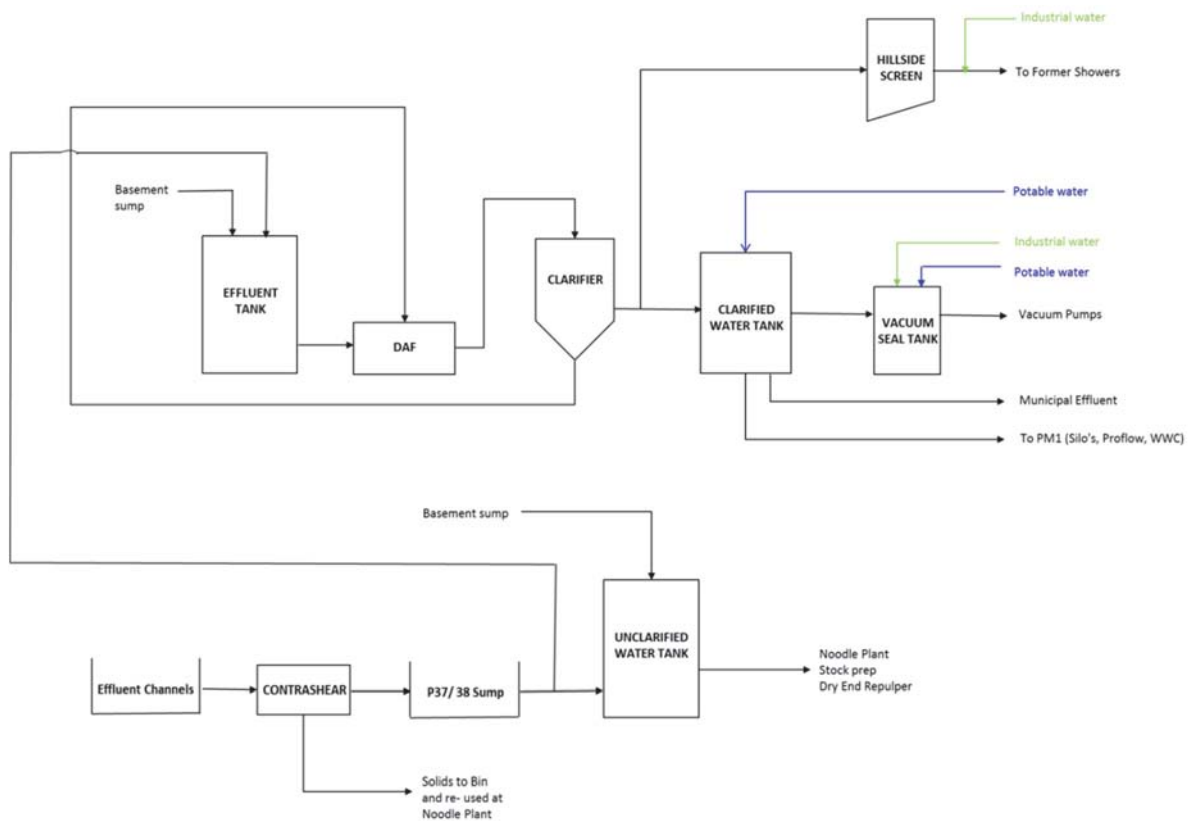 Industrial water
HILLSIDE
SCREEN
To Former Showers
Basement
sump
Potable water
EFFLUENT
TANK
DAF
CLARIFIER
CLARIFIED
WATER TANK
Industrial water
Potable water
VACUUM
SEAL TANK
Vacuum Pumps
Municipal Effluent
To PM1 (Silo's, Proflow, WWC)
Basement sump
UNCLARIFIED
WATER TANK
Noodle Plant
Stock prep
Dry End Repulper
Effluent Channels
CONTRASHEAR
P37/ 38 Sump
Solids to Bin
and re- used at
Noodle Plant